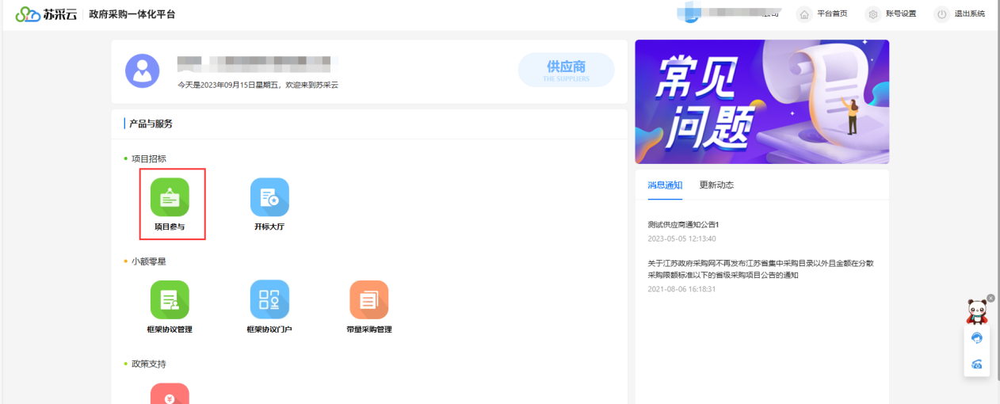 苏采云
政府采购一体化平台
平台首页
账号设置
退出系统
今天是2023年09月15日星期五，欢迎来到苏采云
供应商
THE SUPPLIERS
产品与服务
项目招标
项目参与
开标大厅
小额零星
框架协议管理
框架协议门户
带量采购管理
政策支持
常见
问题
消息通知
更新动态
测试供应商通知公告1
2023-05-05 12:13:40
关于江苏政府采购网不再发布江苏省集中采购目录以外且金额在分散
采购限额标准以下的省级采购项目公告的通知
2021-08-06 16:18:31